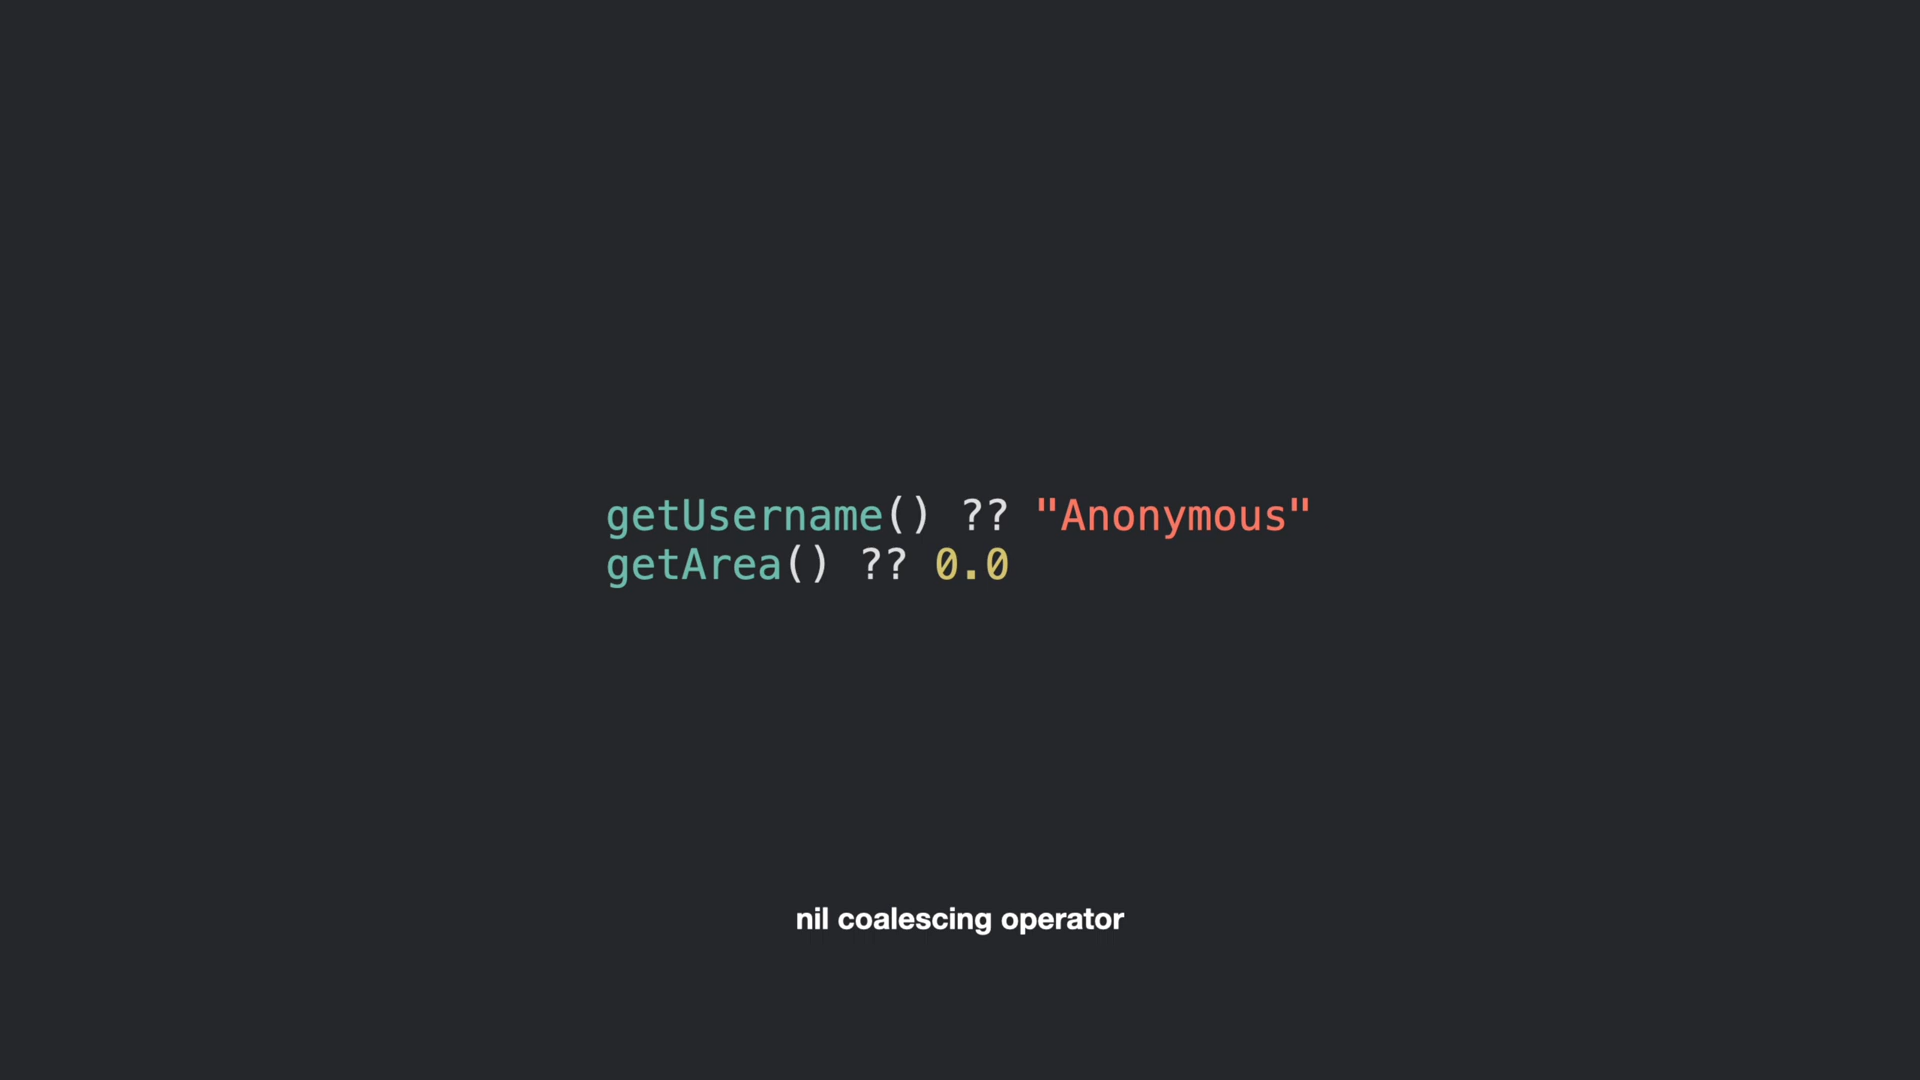 getUsername() ?? "Anonymous"
getArea() ?? 0.0
nil coalescing operator